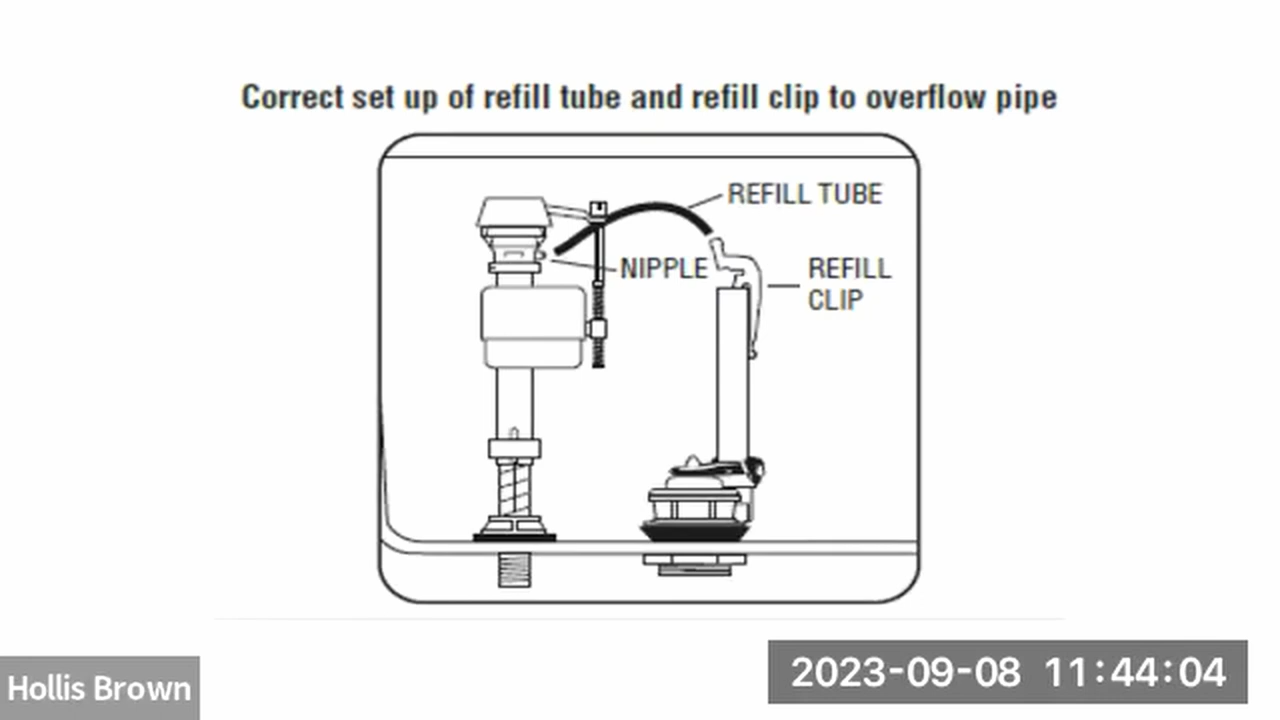 Correct set up of refill tube and refill clip to overflow pipe
REFILL TUBE
NIPPLE
REFILL
CLIP
Hollis Brown
2023-09-08 11:44:04